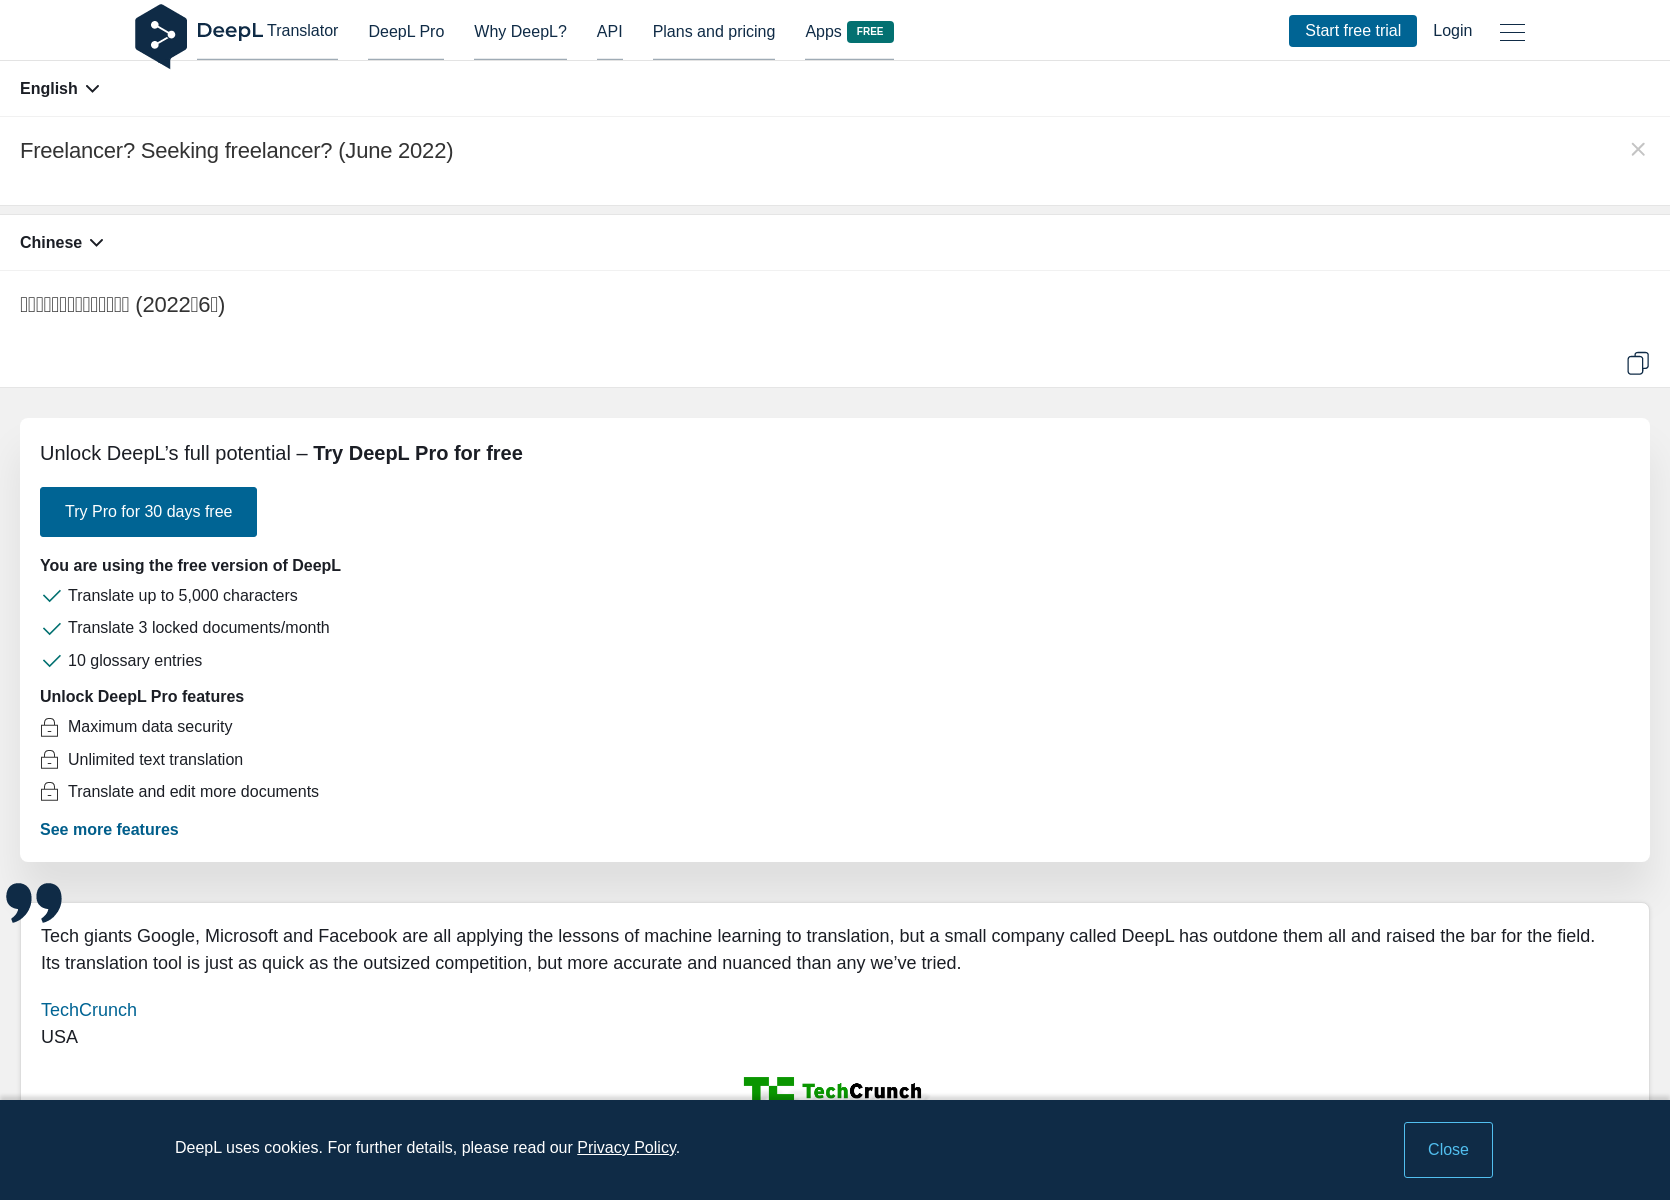 DeepL Translator DeepL Pro Why DeepL? API Plans and pricing Apps FREE Start free trial Login
English
Freelancer? Seeking freelancer? (June 2022)
Chinese
(2022 6 )
Unlock DeepL’s full potential – Try DeepL Pro for free
Try Pro for 30 days free
You are using the free version of DeepL
Translate up to 5,000 characters
Translate 3 locked documents/month
10 glossary entries
Unlock DeepL Pro features
Maximum data security
Unlimited text translation
Translate and edit more documents
See more features
Tech giants Google, Microsoft and Facebook are all applying the lessons of machine learning to translation, but a small company called DeepL has outdone them all and raised the bar for the field.
Its translation tool is just as quick as the outsized competition, but more accurate and nuanced than any we’ve tried.
TechCrunch
USA
TechCrunch
DeepL uses cookies. For further details, please read our Privacy Policy.
Close